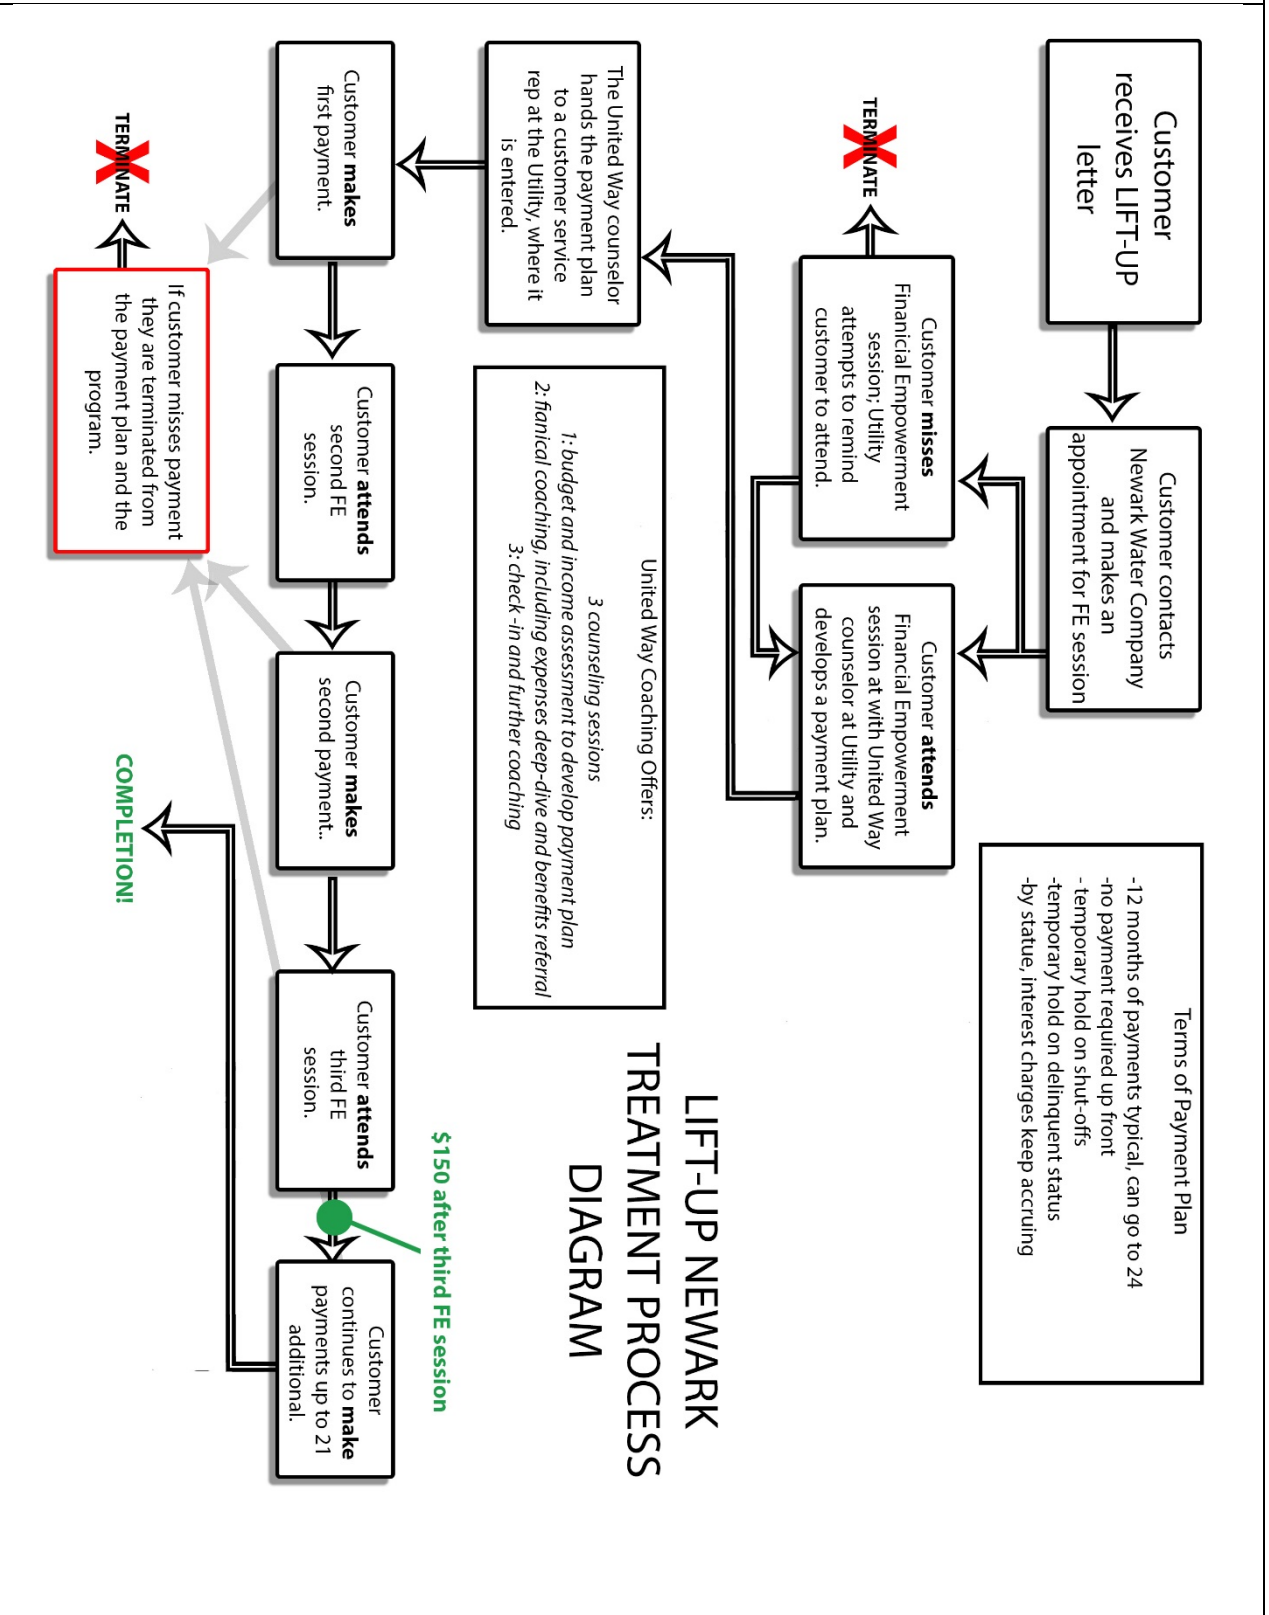 Customer
receives LIFT-UP
letter
Customer contacts
Newark Water Company
and makes an
appointment for FE session
Terms of Payment Plan
-12 months of payments typical, can go to 24
-no payment required up front
- temporary hold on shut-offs
-temporary hold on delinquent status
-by statue, interest charges keep accruing
TERMINATE
Customer misses
Finanicial Empowerment
session; Utility
attempts to remind
customer to attend.
Customer attends
Financial Empowerment
session at with United Way
counselor at Utility and
develops a payment plan.
LIFT-UP NEWARK
TREATMENT PROCESS
DIAGRAM
The United Way counselor
hands the payment plan
to a customer service
rep at the Utility, where it
is entered.
United Way Coaching Offers:
3 counseling sessions
1: budget and income assessment to develop payment plan
2: fianical coaching, including expenses deep-dive and benefits referral
3: check -in and further coaching
$150 after third FE session
Customer makes
first payment.
Customer attends
second FE
session.
Customer makes
second payment..
Customer attends
third FE
session.
Customer
continues to make
payments up to 21
additional.
TERMINATE
If customer misses payment
they are terminated from
the payment plan and the
program.
COMPLETION!